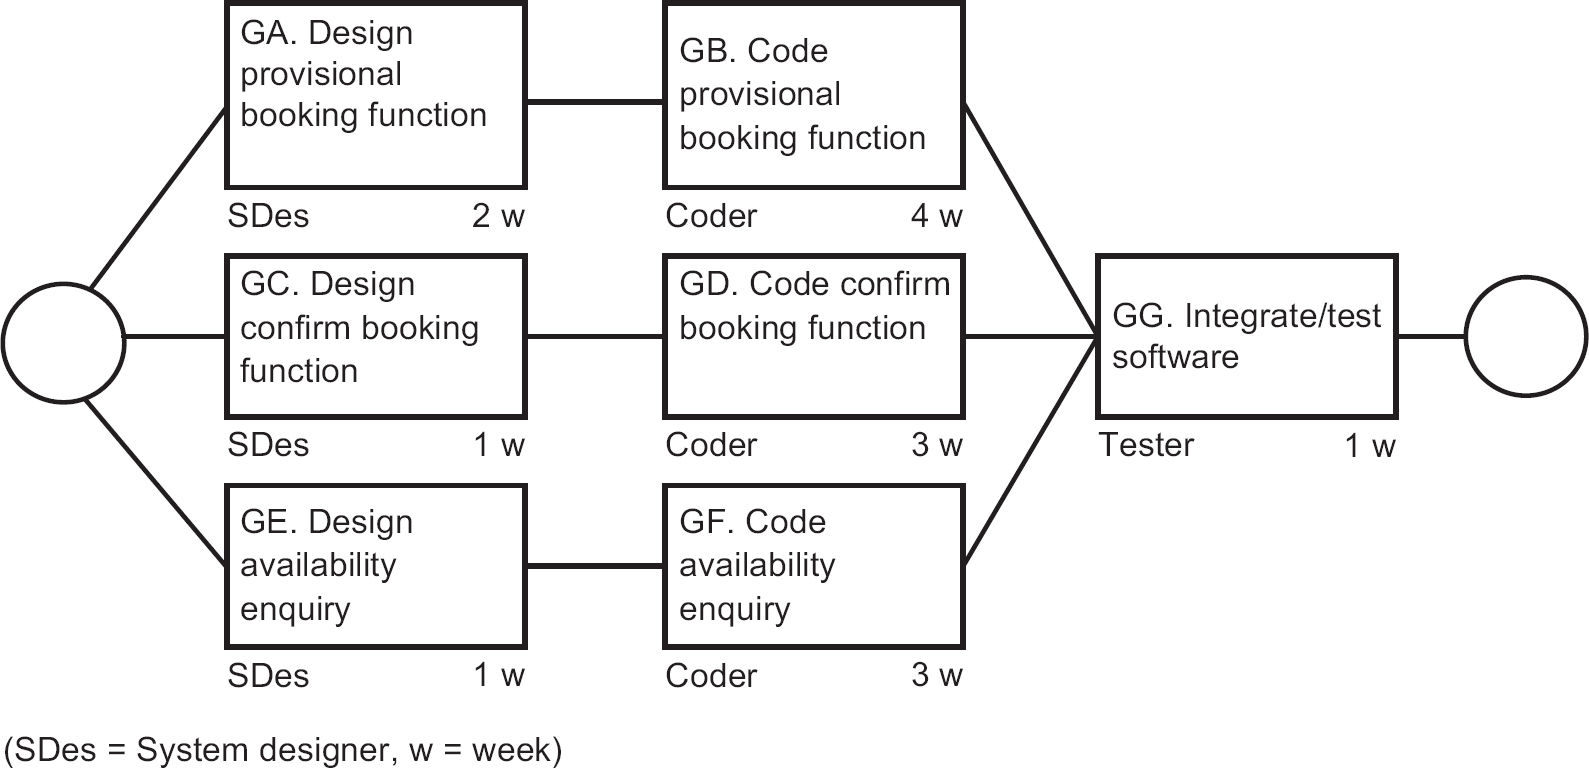 GA. Design
provisional
booking function
SDes 2 w
GB. Code
provisional
booking function
Coder 4 w
GC. Design
confirm booking
function
SDes 1 w
GD. Code confirm
booking function
Coder 3 w
GE. Design
availability
enquiry
SDes 1 w
GF. Code
availability
enquiry
Coder 3 w
GG. Integrate/test
software
Tester 1 w
(SDes = System designer, w = week)